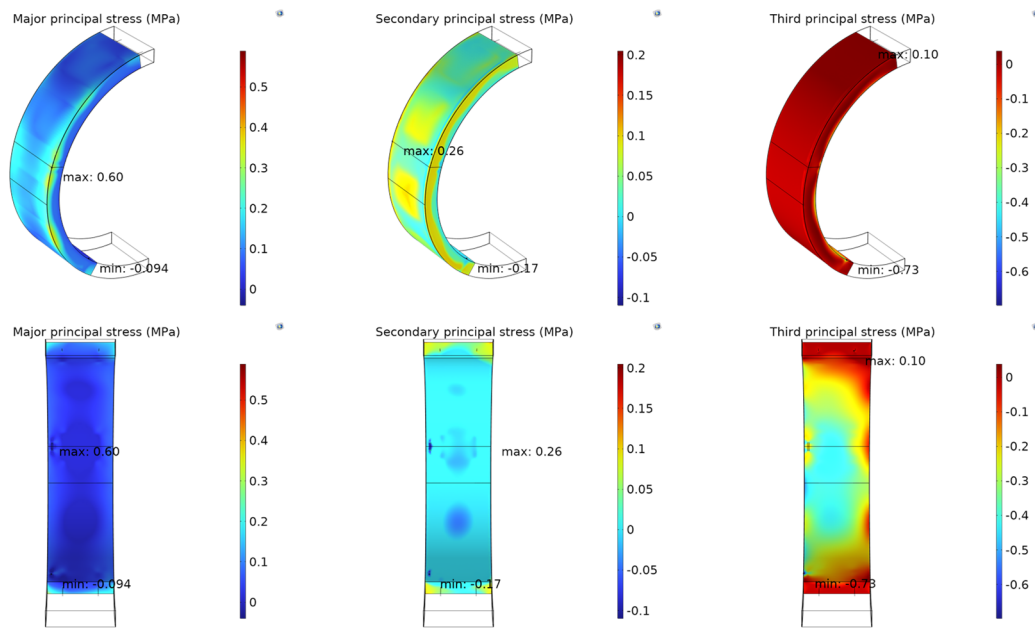 Major principal stress (MPa)
Secondary principal stress (MPa)
Third principal stress (MPa)
max: 0.60
min: -0.094
0.5
0.4
0.3
0.2
0.1
0
max: 0.26
min: -0.17
0.2
0.15
0.1
0.05
0
-0.05
-0.1
max: 0.10
min: -0.73
0
-0.1
-0.2
-0.3
-0.4
-0.5
-0.6
Major principal stress (MPa)
Secondary principal stress (MPa)
Third principal stress (MPa)
max: 0.60
min: -0.094
0.5
0.4
0.3
0.2
0.1
0
max: 0.26
min: -0.17
0.2
0.15
0.1
0.05
0
-0.05
-0.1
max: 0.10
min: -0.73
0
-0.1
-0.2
-0.3
-0.4
-0.5
-0.6